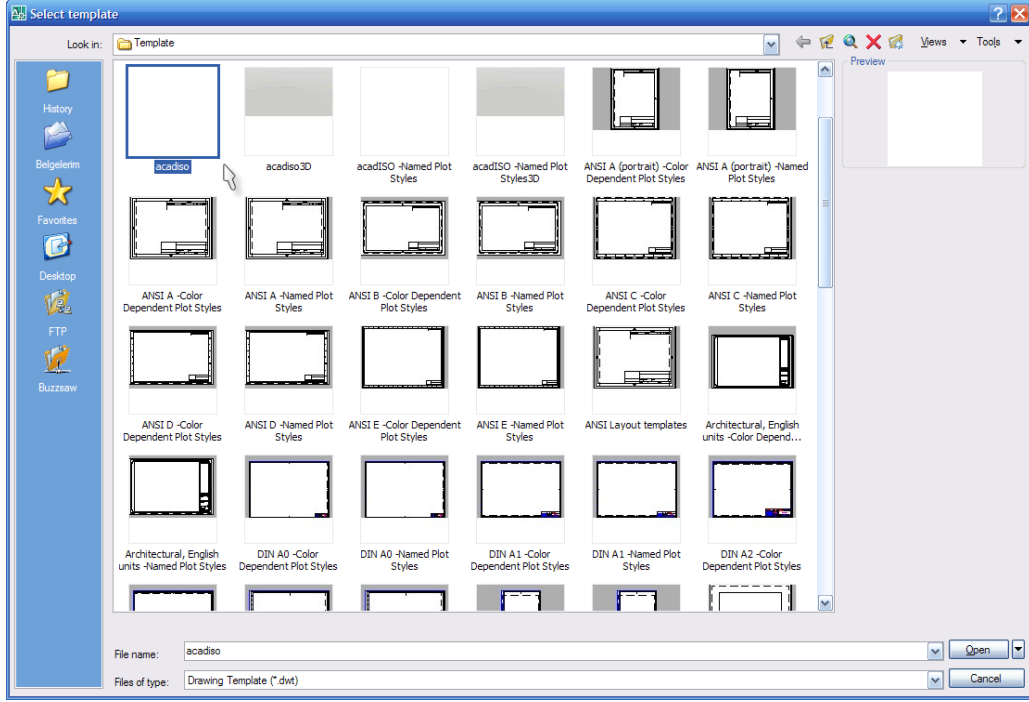 Select template
Look in:
Template
Views
Tools
Preview
History
Belgelerim
Favorites
Desktop
FTP
Buzzsaw
acadiso
acadiso3D
acadISO -Named Plot
Styles
acadISO -Named Plot
Styles3D
ANSI A (portrait) -Color
Dependent Plot Styles
ANSI A (portrait) -Named
Plot Styles
ANSI A -Color
Dependent Plot Styles
ANSI A -Named Plot
Styles
ANSI B -Color Dependent
Plot Styles
ANSI B -Named Plot
Styles
ANSI C -Color
Dependent Plot Styles
ANSI C -Named Plot
Styles
ANSI D -Color
Dependent Plot Styles
ANSI D -Named Plot
Styles
ANSI E -Color Dependent
Plot Styles
ANSI E -Named Plot
Styles
ANSI Layout templates
Architectural, English
units -Color Depend...
Architectural, English
units -Named Plot Styles
DIN A0 -Color
Dependent Plot Styles
DIN A0 -Named Plot
Styles
DIN A1 -Color
Dependent Plot Styles
DIN A1 -Named Plot
Styles
DIN A2 -Color
Dependent Plot Styles
File name:
acadiso
Open
Files of type:
Drawing Template (*.dwt)
Cancel